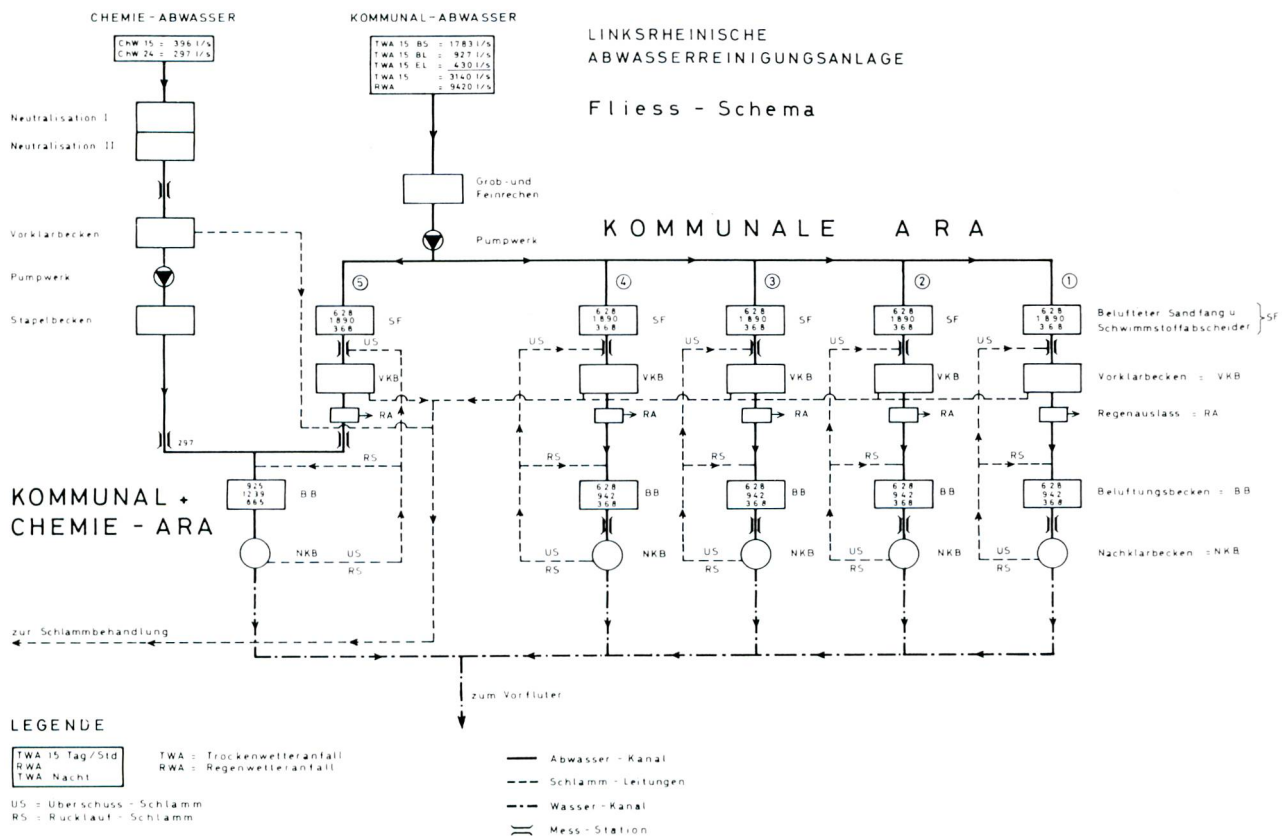 CHEMIE-ABWASSER
ChW 15 = 396 l/s
ChW 24 = 297 l/s
KOMMUNAL-ABWASSER
TWA 15 BS = 1783 l/s
TWA 15 BL = 927 l/s
TWA 15 EL = 430 l/s
TWA 15 = 3140 l/s
RWA = 9420 l/s
LINKSRHEINISCHE
ABWASSERREINIGUNGSANLAGE
Fliess - Schema
Neutralisation I
Neutralisation II
Vorklärbecken
Pumpwerk
Stapelbecken
Grob- und
Feinrechen
Pumpwerk
KOMMUNALE ARA
5
4
3
2
1
628
1890
368
SF
628
1890
368
SF
628
1890
368
SF
628
1890
368
SF
628
1890
368
Belüfteter Sandfang u
Schwimmstoffabscheider
SF
US
US
US
US
US
VKB
VKB
VKB
VKB
Vorklärbecken = VKB
RA
RA
RA
RA
Regenauslass = RA
297
RS
RS
RS
RS
RS
KOMMUNAL +
CHEMIE - ARA
925
1239
665
BB
628
942
368
BB
628
942
368
BB
628
942
368
BB
628
942
368
Belüftungsbecken = BB
NKB
US
RS
US
RS
NKB
US
RS
NKB
US
RS
NKB
US
RS
Nachklärbecken = NKB
zur Schlammbehandlung
zum Vorfluter
LEGENDE
TWA 15 Tag/Std
RWA
TWA Nacht
TWA = Trockenwetteranfall
RWA = Regenwetteranfall
US = Überschuss - Schlamm
RS = Rücklauf - Schlamm
Abwasser - Kanal
Schlamm - Leitungen
Wasser - Kanal
Mess - Station